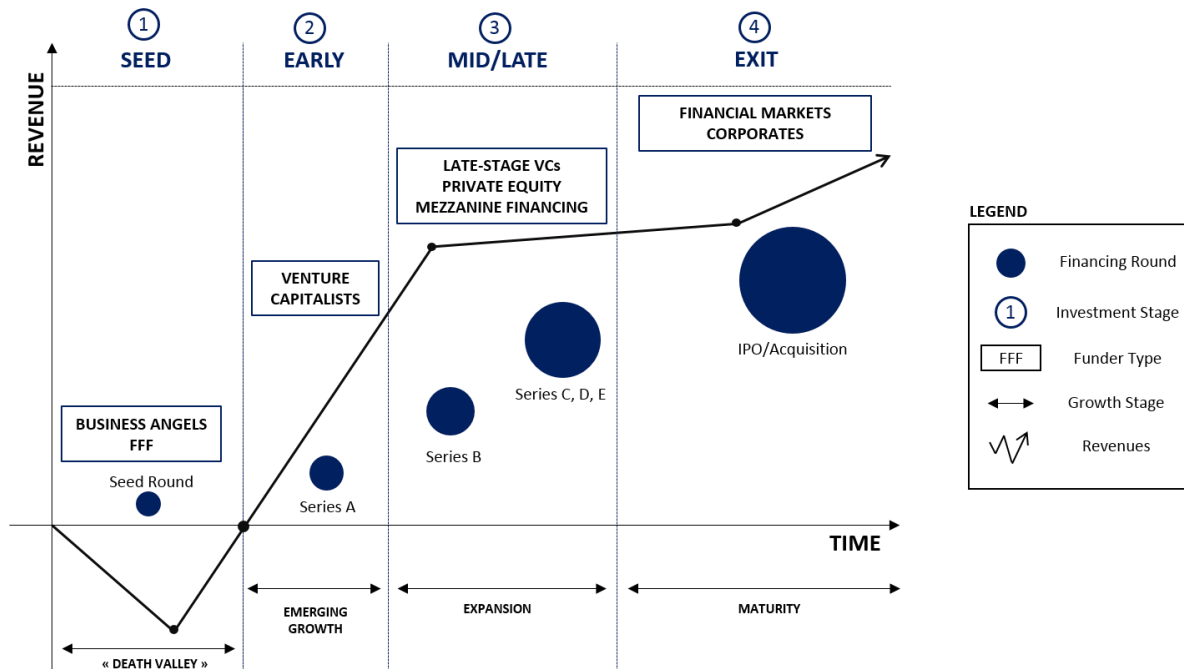 1
2
3
4
SEED
EARLY
MID/LATE
EXIT
REVENUE
FINANCIAL MARKETS
CORPORATES
LATE-STAGE VCs
PRIVATE EQUITY
MEZZANINE FINANCING
VENTURE
CAPITALISTS
BUSINESS ANGELS
FFF
Seed Round
Series A
Series B
Series C, D, E
IPO/Acquisition
TIME
« DEATH VALLEY »
EMERGING
GROWTH
EXPANSION
MATURITY
LEGEND
Financing Round
1
Investment Stage
FFF
Funder Type
Growth Stage
Revenues